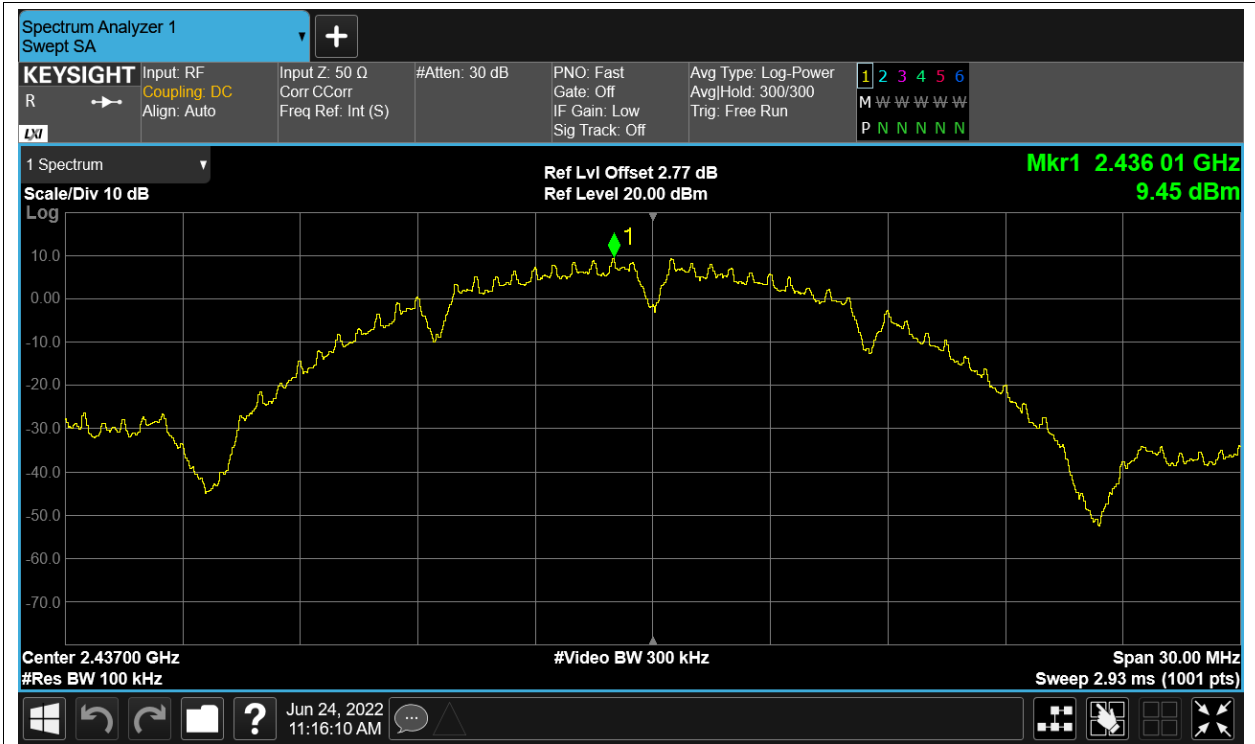 Spectrum Analyzer 1
Swept SA
KEYSIGHT
R
LXI
Input: RF
Coupling: DC
Align: Auto
Input Z: 50 Ω
Corr CCorr
Freq Ref: Int (S)
#Atten: 30 dB
PNO: Fast
Gate: Off
IF Gain: Low
Sig Track: Off
Avg Type: Log-Power
Avg|Hold: 300/300
Trig: Free Run
1 2 3 4 5 6
M W W W W W W
P N N N N N
1 Spectrum
Scale/Div 10 dB
Log
Ref Lvl Offset 2.77 dB
Ref Level 20.00 dBm
Mkr1 2.436 01 GHz
9.45 dBm
1
10.0
0.00
-10.0
-20.0
-30.0
-40.0
-50.0
-60.0
-70.0
Center 2.43700 GHz
#Res BW 100 kHz
#Video BW 300 kHz
Span 30.00 MHz
Sweep 2.93 ms (1001 pts)
?
Jun 24, 2022
11:16:10 AM